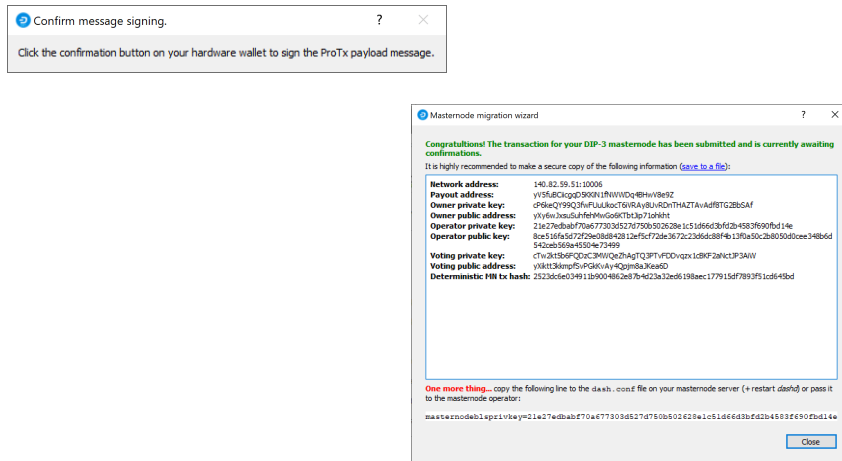 Confirm message signing. ?
Click the confirmation button on your hardware wallet to sign the ProTx payload message.
Masternode migration wizard ?
Congratultions! The transaction for your DIP-3 masternode has been submitted and is currently awaiting
confirmations.
It is highly recommended to make a secure copy of the following information (save to a file):
Network address: 140.82.59.51:10006
Payout address: yV5fuBCiicgqD5KKiN1fNWWDq4BHwV8e9Z
Owner private key: cP6keQY99Q3fwFUuUkocT6iVRAy8UvRDnTHAZTAvAdf8TG2BbSAf
Owner public address: yXy6wJxsuSuhfehMwGo6KTbtJip71ohkht
Operator private key: 21e27edbabf70a677303d527d750b502628e1c51d66d3bfd2b4583f690fbd14e
Operator public key: 8ce516fa5d72f29e08d842812ef5cf72de3672c23d6dc88f4b13f0a50c2b8050d0cee348b6d
542ceb569a45504e73499
Voting private key: cTw2kt5b6FQDzC3MWQeZhAgTQ3PTvFDDvqzx1cBKF2aNctJP3AiW
Voting public address: yXiktt3kkmpfSvPGkKvAy4Qpjm8aJKea6D
Deterministic MN tx hash: 2523dc6e034911b9004862e87b4d23a32ed6198aec177915df7893f51cd645bd
One more thing... copy the following line to the dash.conf file on your masternode server (+ restart dashd) or pass it
to the masternode operator:
masternodeblsprivkey=21e27edbabf70a677303d527d750b502628e1c51d66d3bfd2b4583f690fbd14e
Close